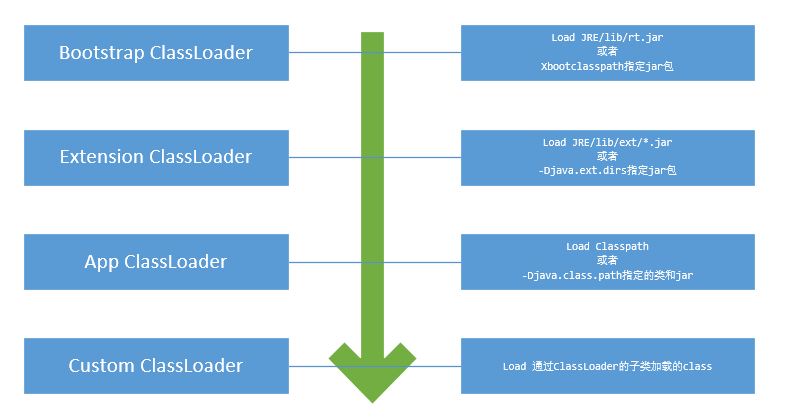 Bootstrap ClassLoader
Load JRE/lib/rt.jar
或者
Xbootclasspath指定jar包
Extension ClassLoader
Load JRE/lib/ext/*.jar
或者
-Djava.ext.dirs指定jar包
App ClassLoader
Load Classpath
或者
-Djava.class.path指定的类和jar
Custom ClassLoader
Load 通过ClassLoader的子类加载的class